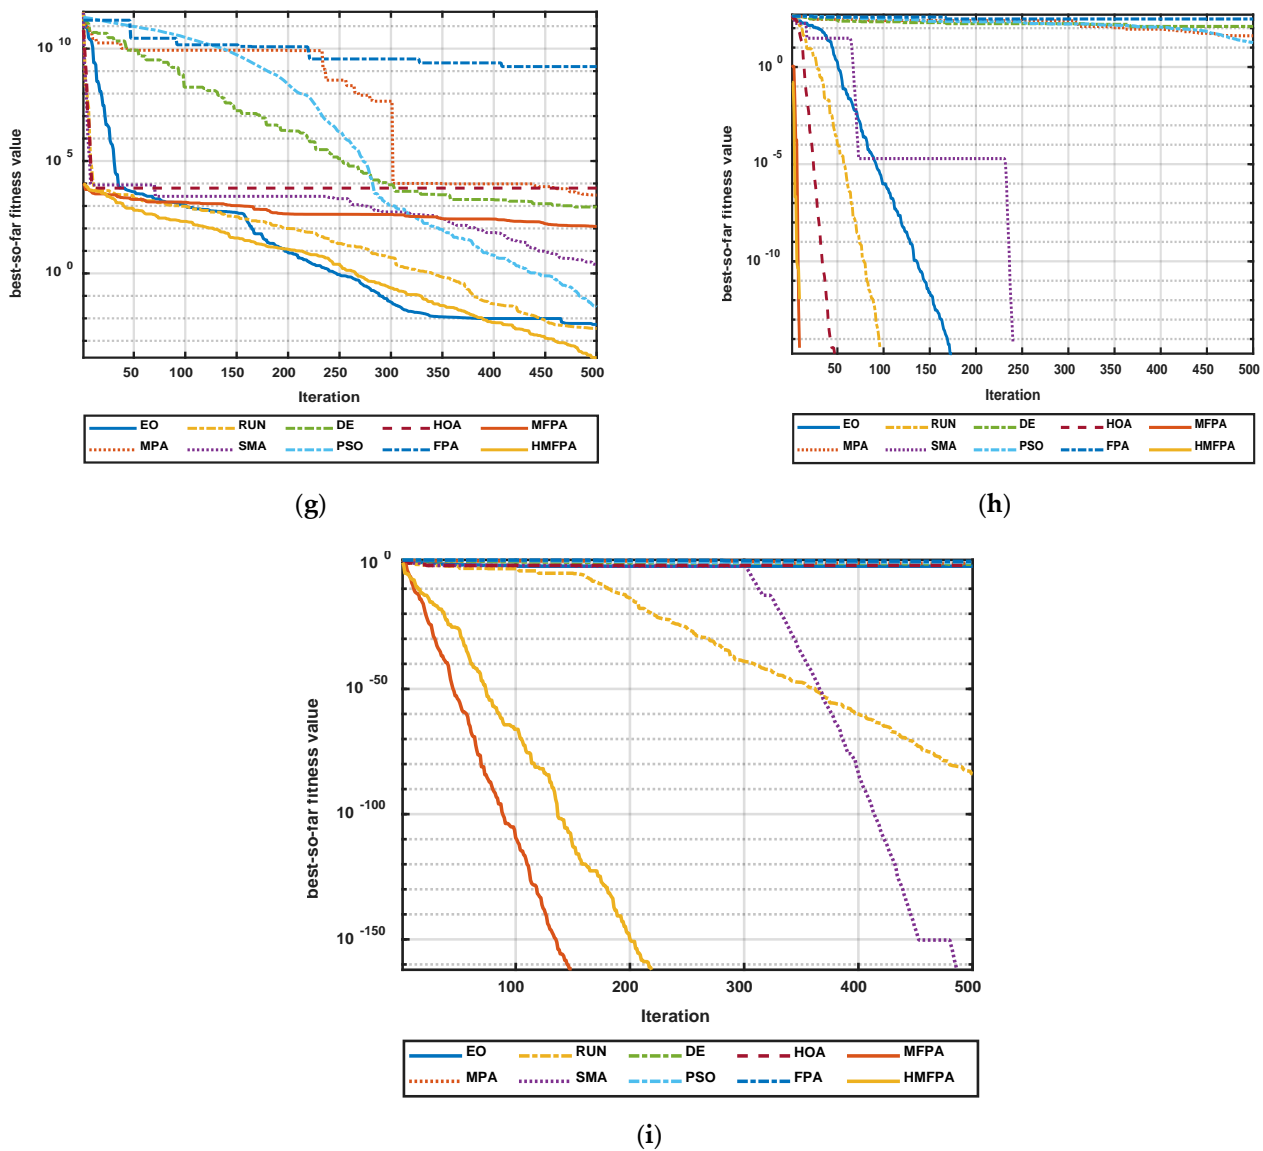 10^10
10^5
10^0
best-so-far fitness value
50 100 150 200 250 300 350 400 450 500
Iteration
EO RUN DE HOA MFPA
MPA SMA PSO FPA HMFPA
(g)
10^0
10^-5
10^-10
best-so-far fitness value
50 100 150 200 250 300 350 400 450 500
Iteration
EO RUN DE HOA MFPA
MPA SMA PSO FPA HMFPA
(h)
10^0
10^-50
10^-100
10^-150
best-so-far fitness value
100 200 300 400 500
Iteration
EO RUN DE HOA MFPA
MPA SMA PSO FPA HMFPA
(i)